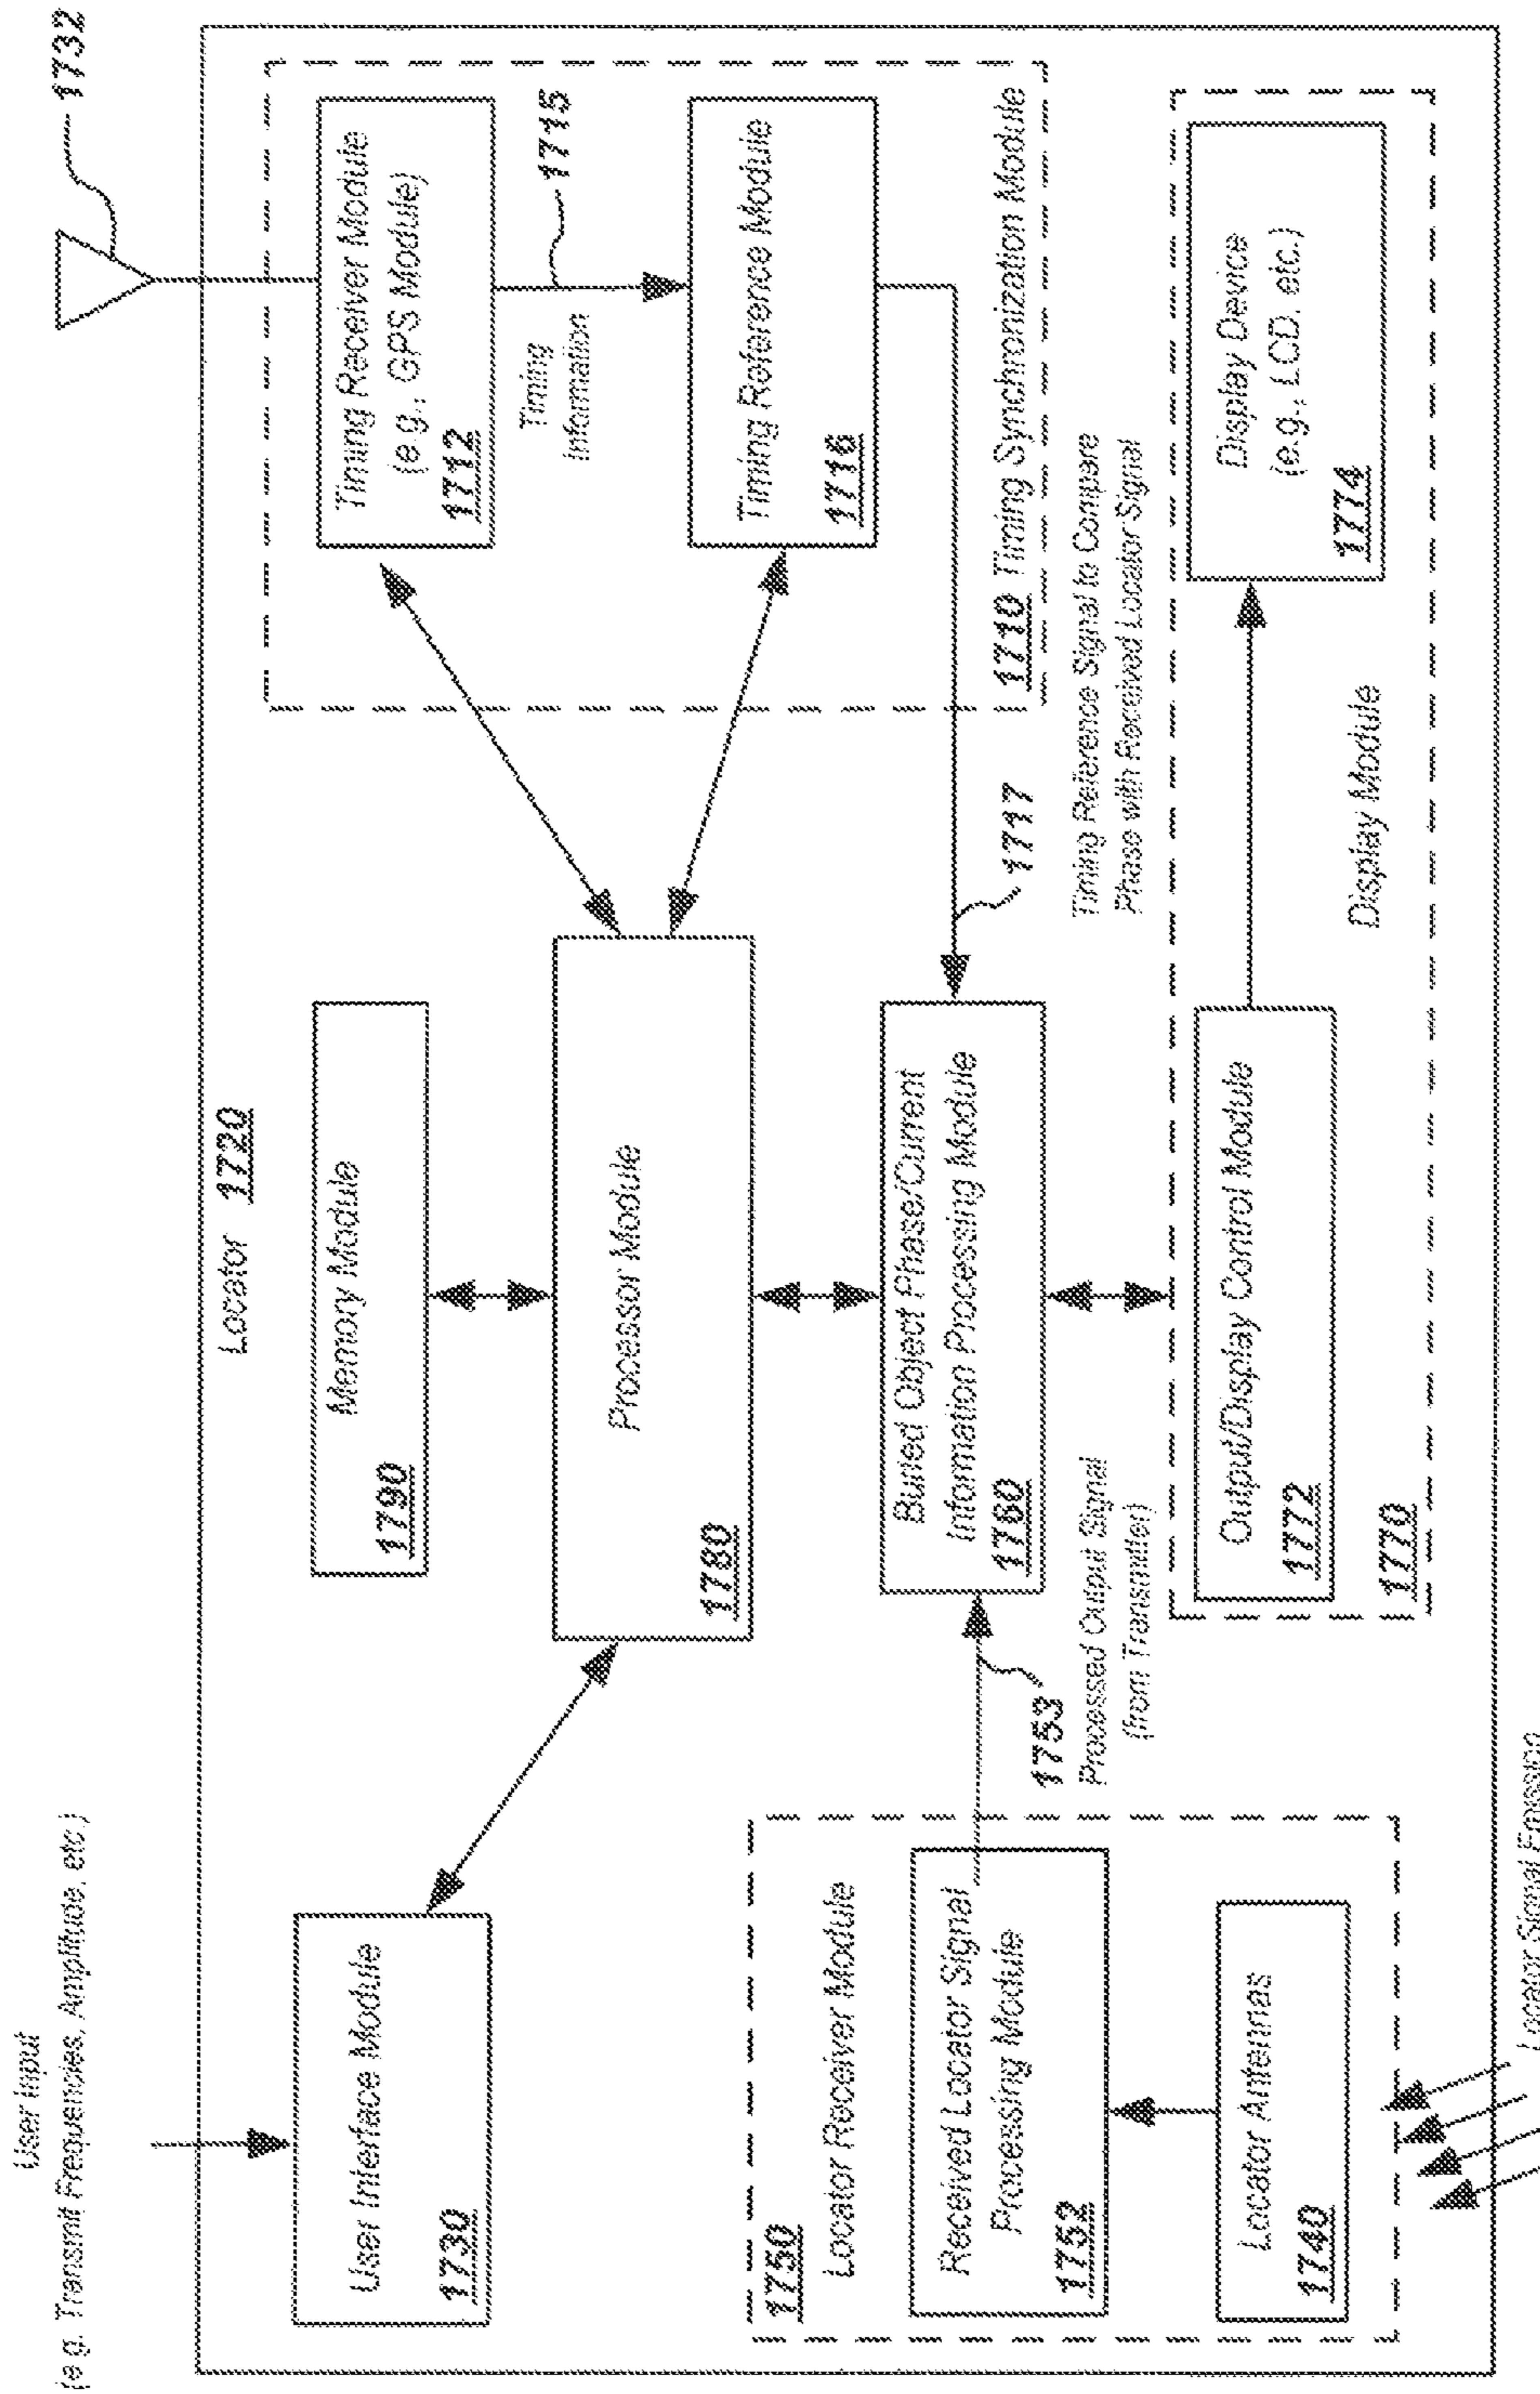 User Input
(e.g. Transmit Frequencies, Amplitude, etc.)
1732
Locator 1720
User Interface Module
1730
Memory Module
1790
Timing Receiver Module
(e.g., GPS Module)
1712
Timing
Information
1715
Timing Reference Module
1716
1710 Timing Synchronization Module
Processor Module
1780
1750
Locator Receiver Module
Received Locator Signal
Processing Module
1752
Locator Antennas
1740
Locator Signal Emission
1753
Processed Output Signal
(from Transmitter)
Buried Object Phase/Current
Information Processing Module
1760
1717
Timing Reference Signal to Compare
Phase with Received Locator Signal
Output/Display Control Module
1772
1770
Display Module
Display Device
(e.g., LCD, etc.)
1774